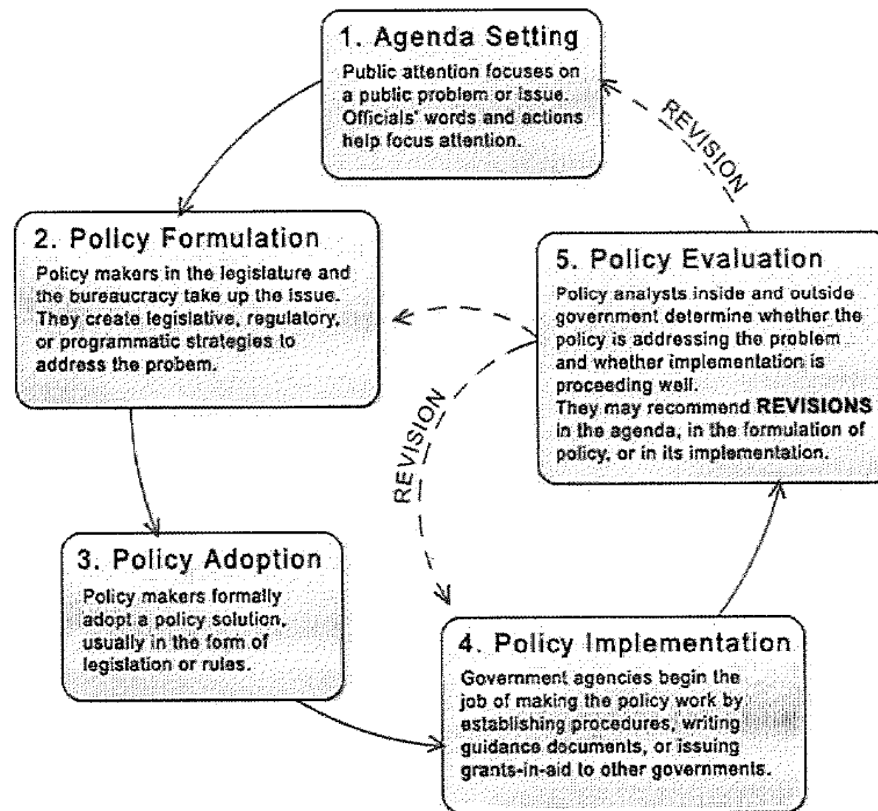 1. Agenda Setting
Public attention focuses on
a public problem or issue.
Officials' words and actions
help focus attention.
REVISION
2. Policy Formulation
Policy makers in the legislature and
the bureaucracy take up the issue.
They create legislative, regulatory,
or programmatic strategies to
address the probem.
5. Policy Evaluation
Policy analysts inside and outside
government determine whether the
policy is addressing the problem
and whether implementation is
proceeding well.
They may recommend REVISIONS
in the agenda, in the formulation of
policy, or in its implementation.
REVISION
3. Policy Adoption
Policy makers formally
adopt a policy solution,
usually in the form of
legislation or rules.
4. Policy Implementation
Government agencies begin the
job of making the policy work by
establishing procedures, writing
guidance documents, or issuing
grants-in-aid to other governments.